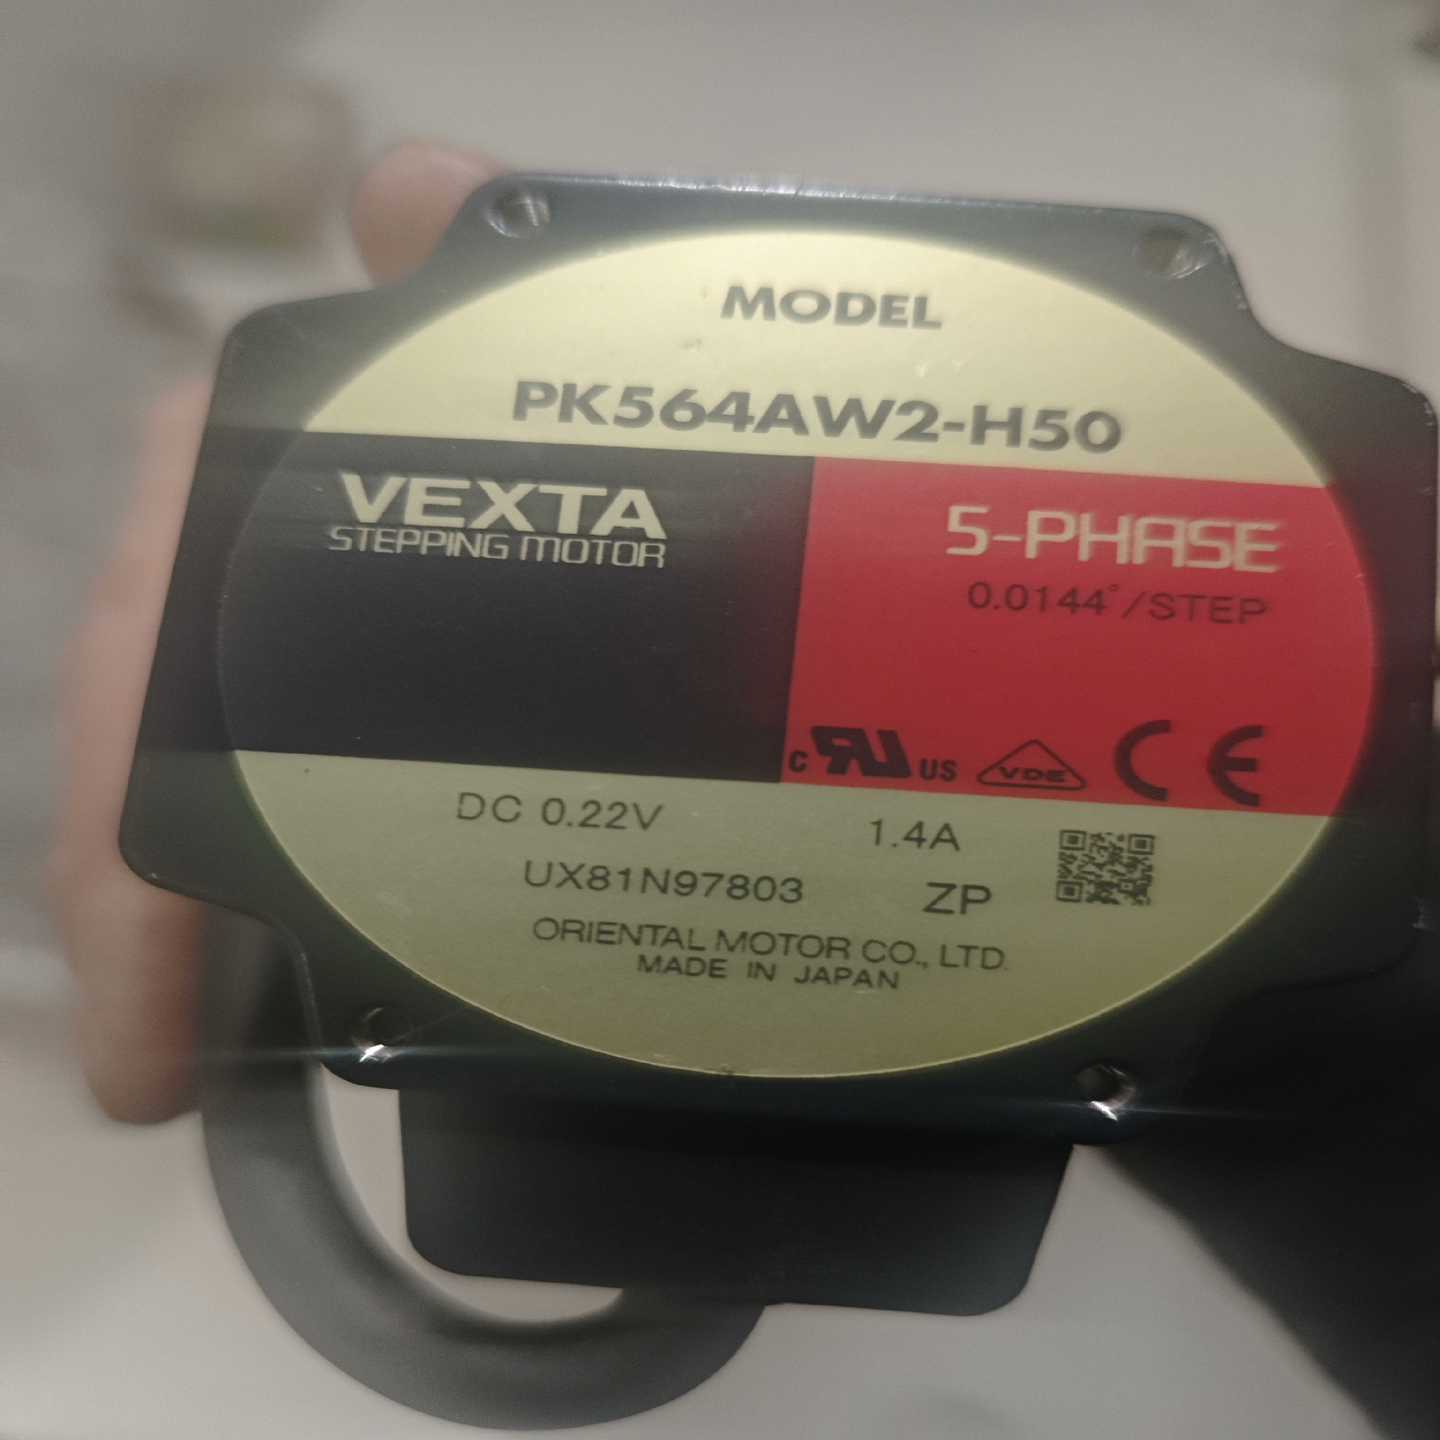 MODEL
PK564AW2-H50
VEXTA
STEPPING MOTOR
5-PHASE
0.0144°/STEP
c RU US VDE CE
DC 0.22V 1.4A
UX81N97803 ZP
ORIENTAL MOTOR CO., LTD.
MADE IN JAPAN